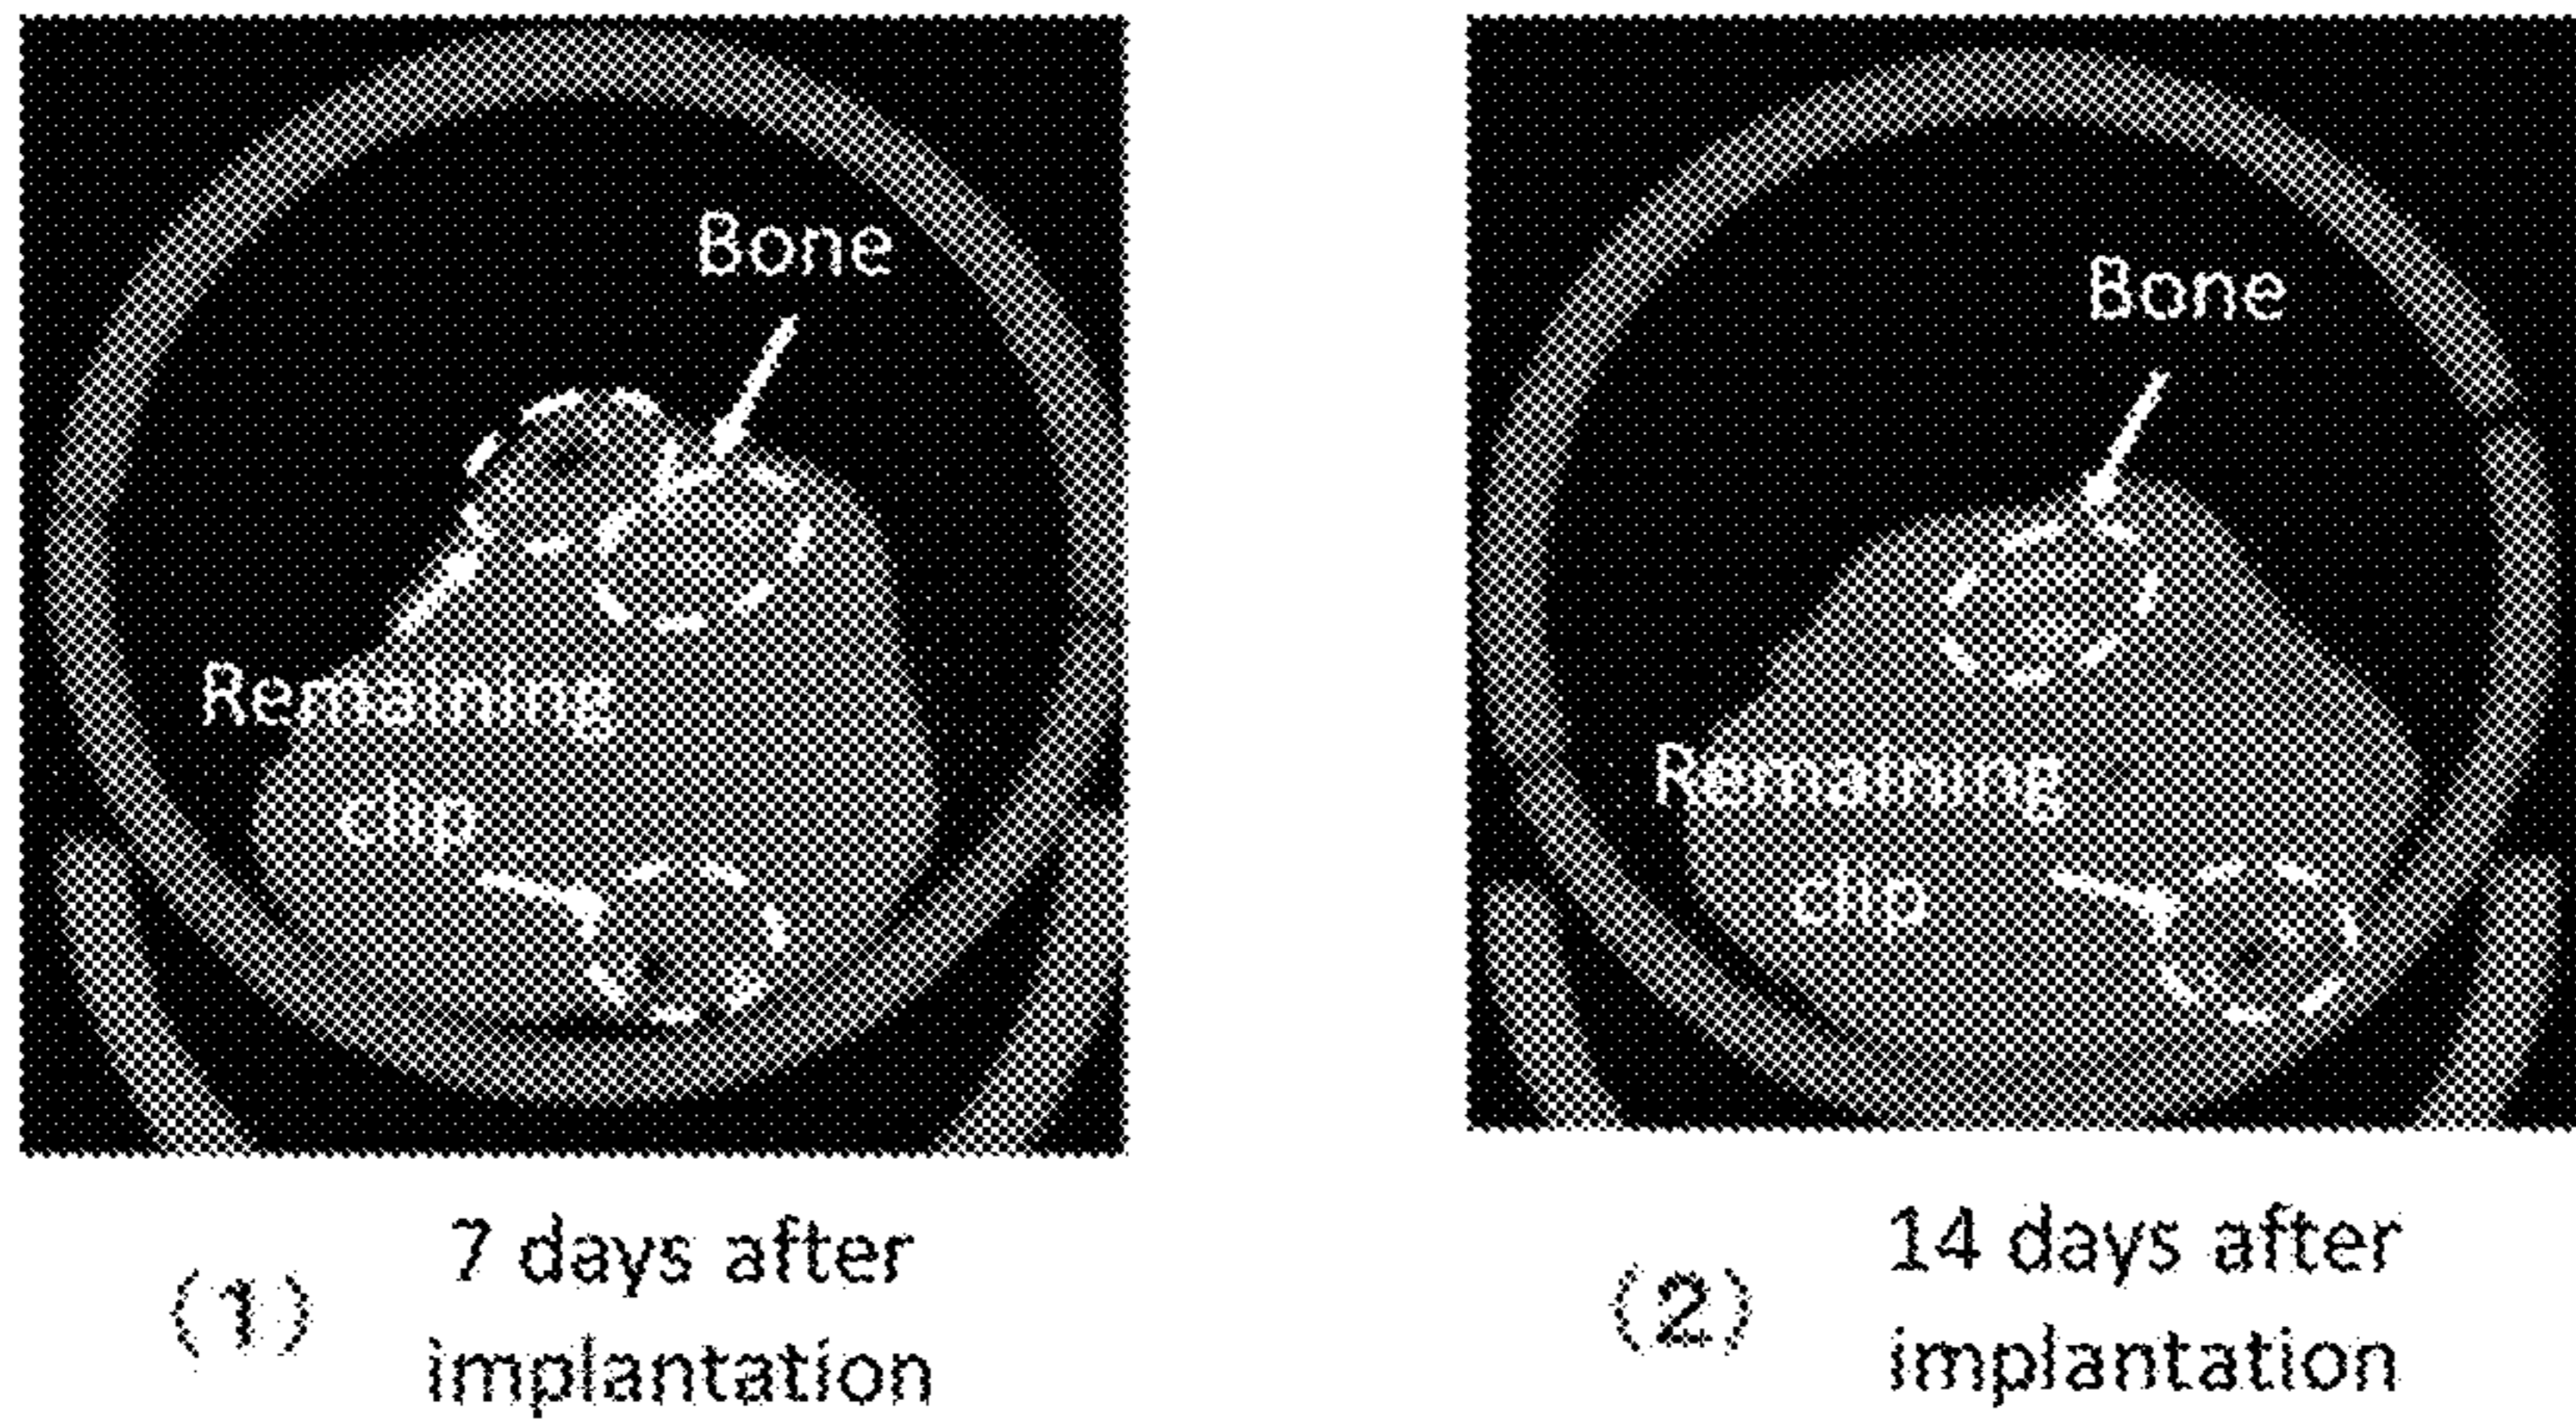 Bone
Remaining
clip
(1)
7 days after
implantation
Bone
Remaining
clip
(2)
14 days after
implantation